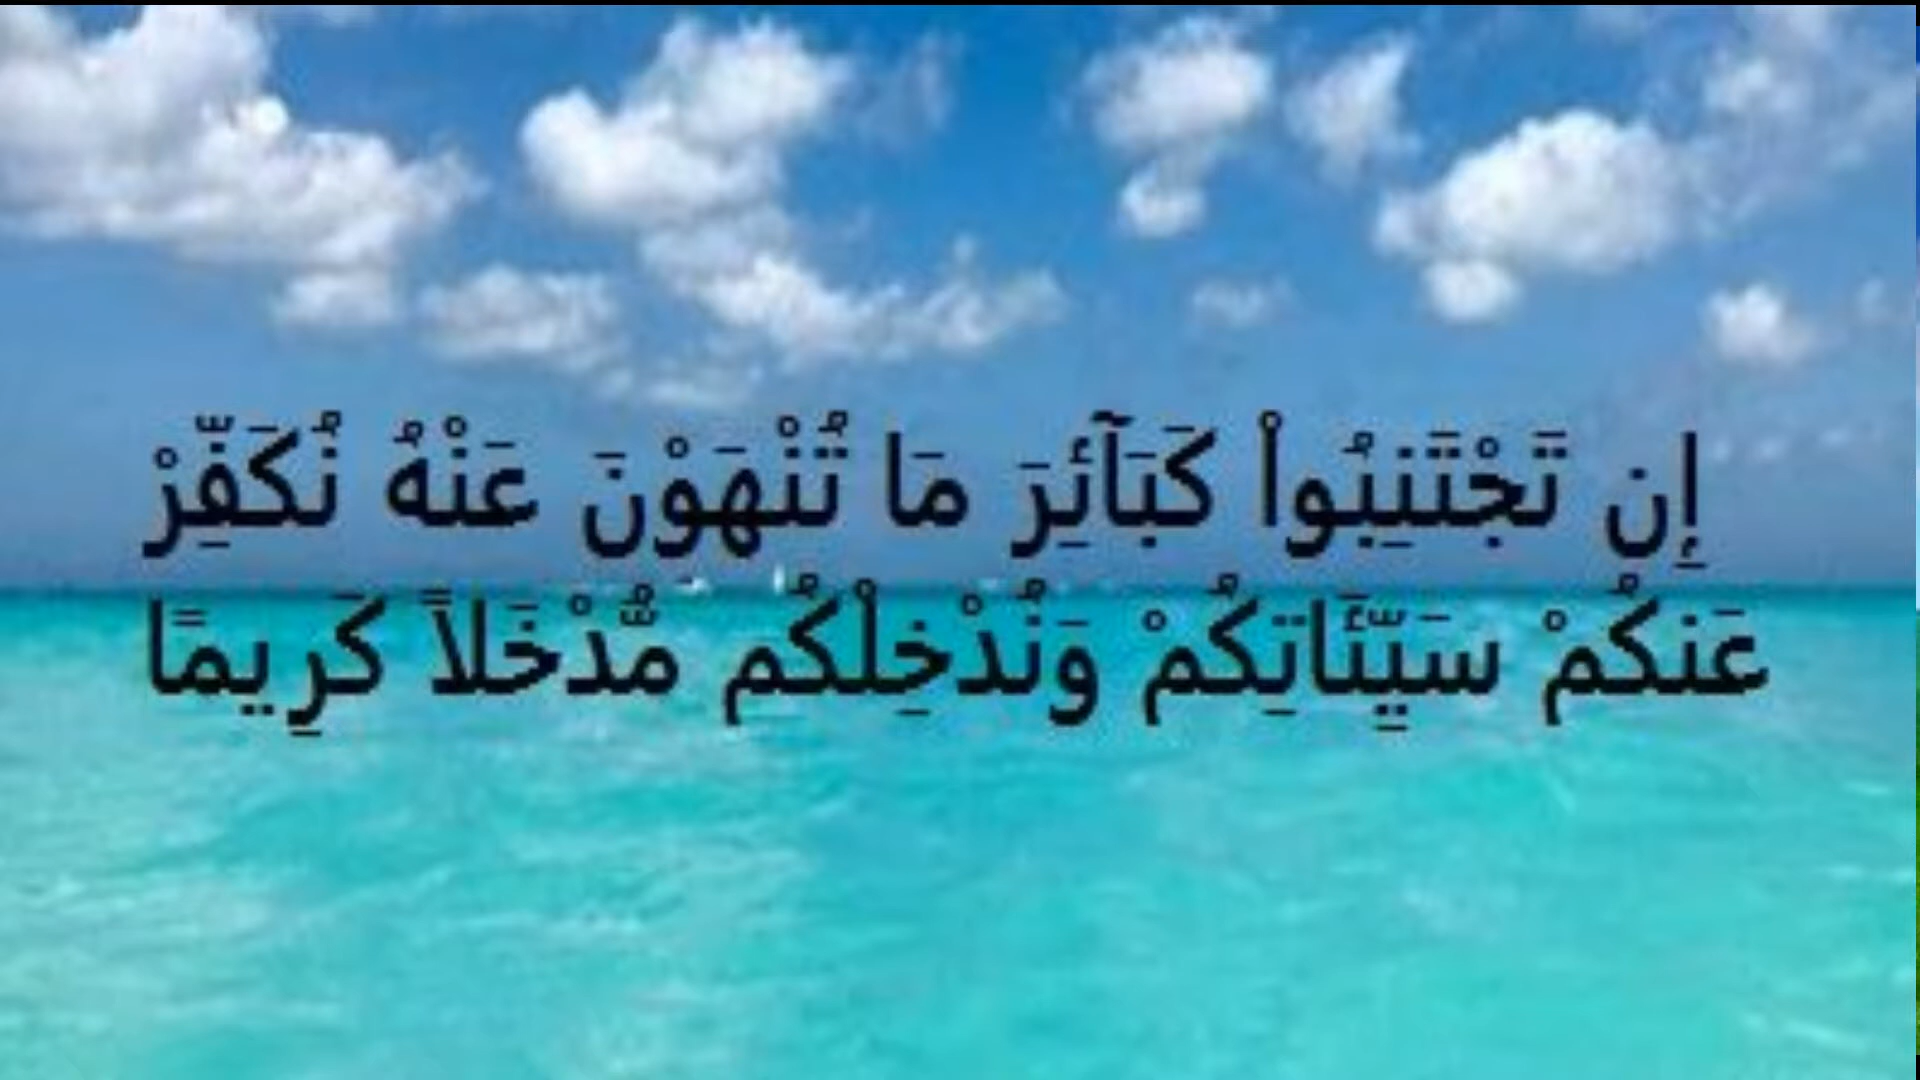 إِن تَجْتَنِبُواْ كَبَآئِرَ مَا تُنْهَوْنَ عَنْهُ نُكَفِّرْ
عَنكُمْ سَيِّئَاتِكُمْ وَنُدْخِلْكُم مُّدْخَلاً كَرِيمًا